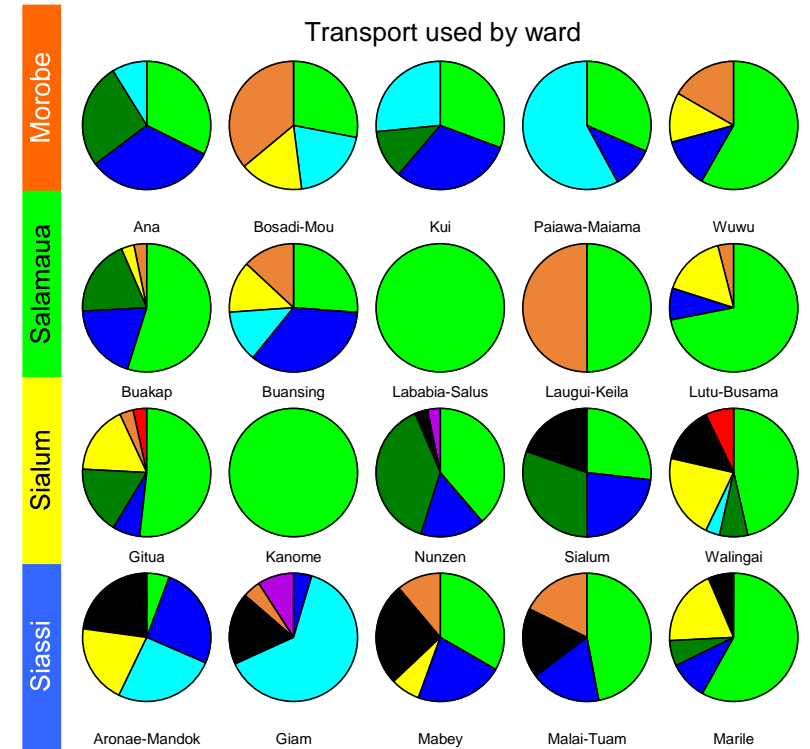 Transport used by ward
Morobe
Ana
Bosadi-Mou
Kui
Paiawa-Maiama
Wuwu
Salamaua
Buakap
Buansing
Lababia-Salus
Laugui-Keila
Lutu-Busama
Sialum
Gitua
Kanome
Nunzen
Sialum
Walingai
Siassi
Aronae-Mandok
Giam
Mabey
Malai-Tuam
Marile